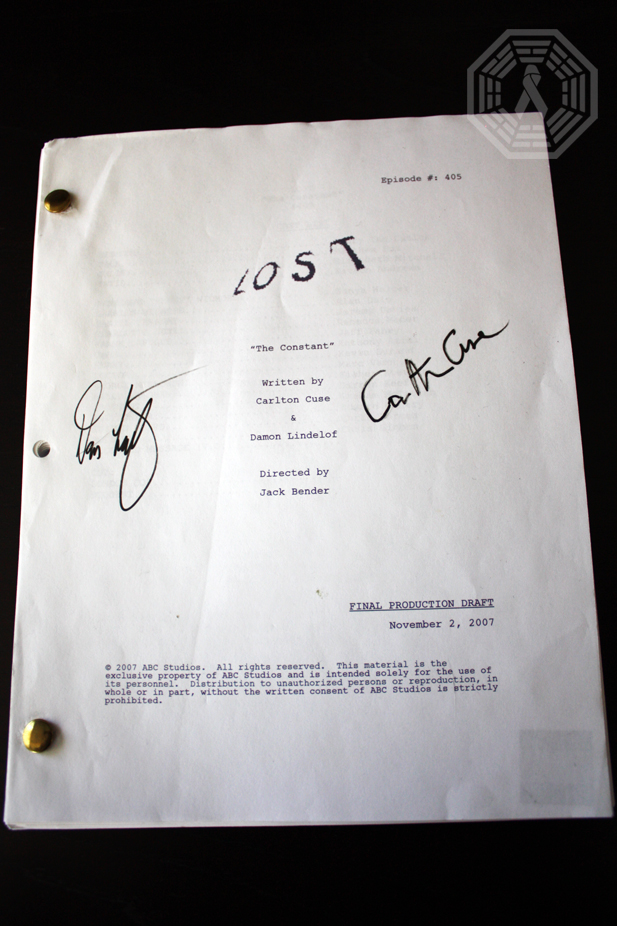 Episode #: 405
LOST
"The Constant"
Written by
Carlton Cuse
&
Damon Lindelof
Directed by
Jack Bender
Carlton Cuse
FINAL PRODUCTION DRAFT
November 2, 2007
© 2007 ABC Studios. All rights reserved. This material is the
exclusive property of ABC Studios and is intended solely for the use of
its personnel. Distribution to unauthorized persons or reproduction, in
whole or in part, without the written consent of ABC Studios is strictly
prohibited.